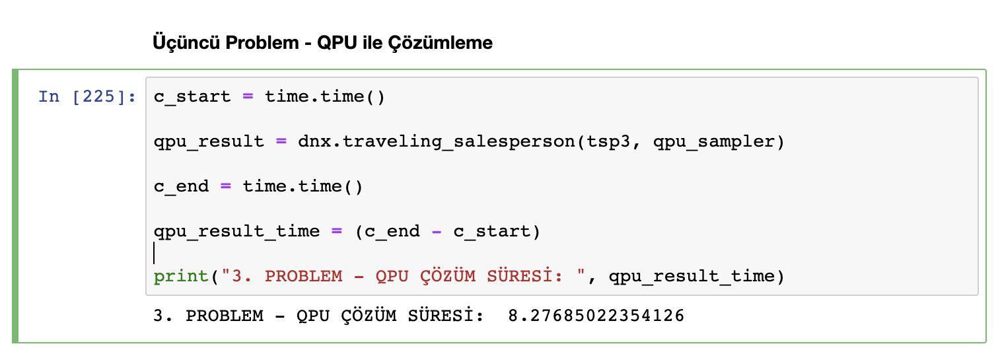 Üçüncü Problem - QPU ile Çözümleme
In [225]: c_start = time.time()
qpu_result = dnx.traveling_salesperson(tsp3, qpu_sampler)
c_end = time.time()
qpu_result_time = (c_end - c_start)
print("3. PROBLEM - QPU ÇÖZÜM SÜRESİ: ", qpu_result_time)
3. PROBLEM - QPU ÇÖZÜM SÜRESİ:  8.27685022354126